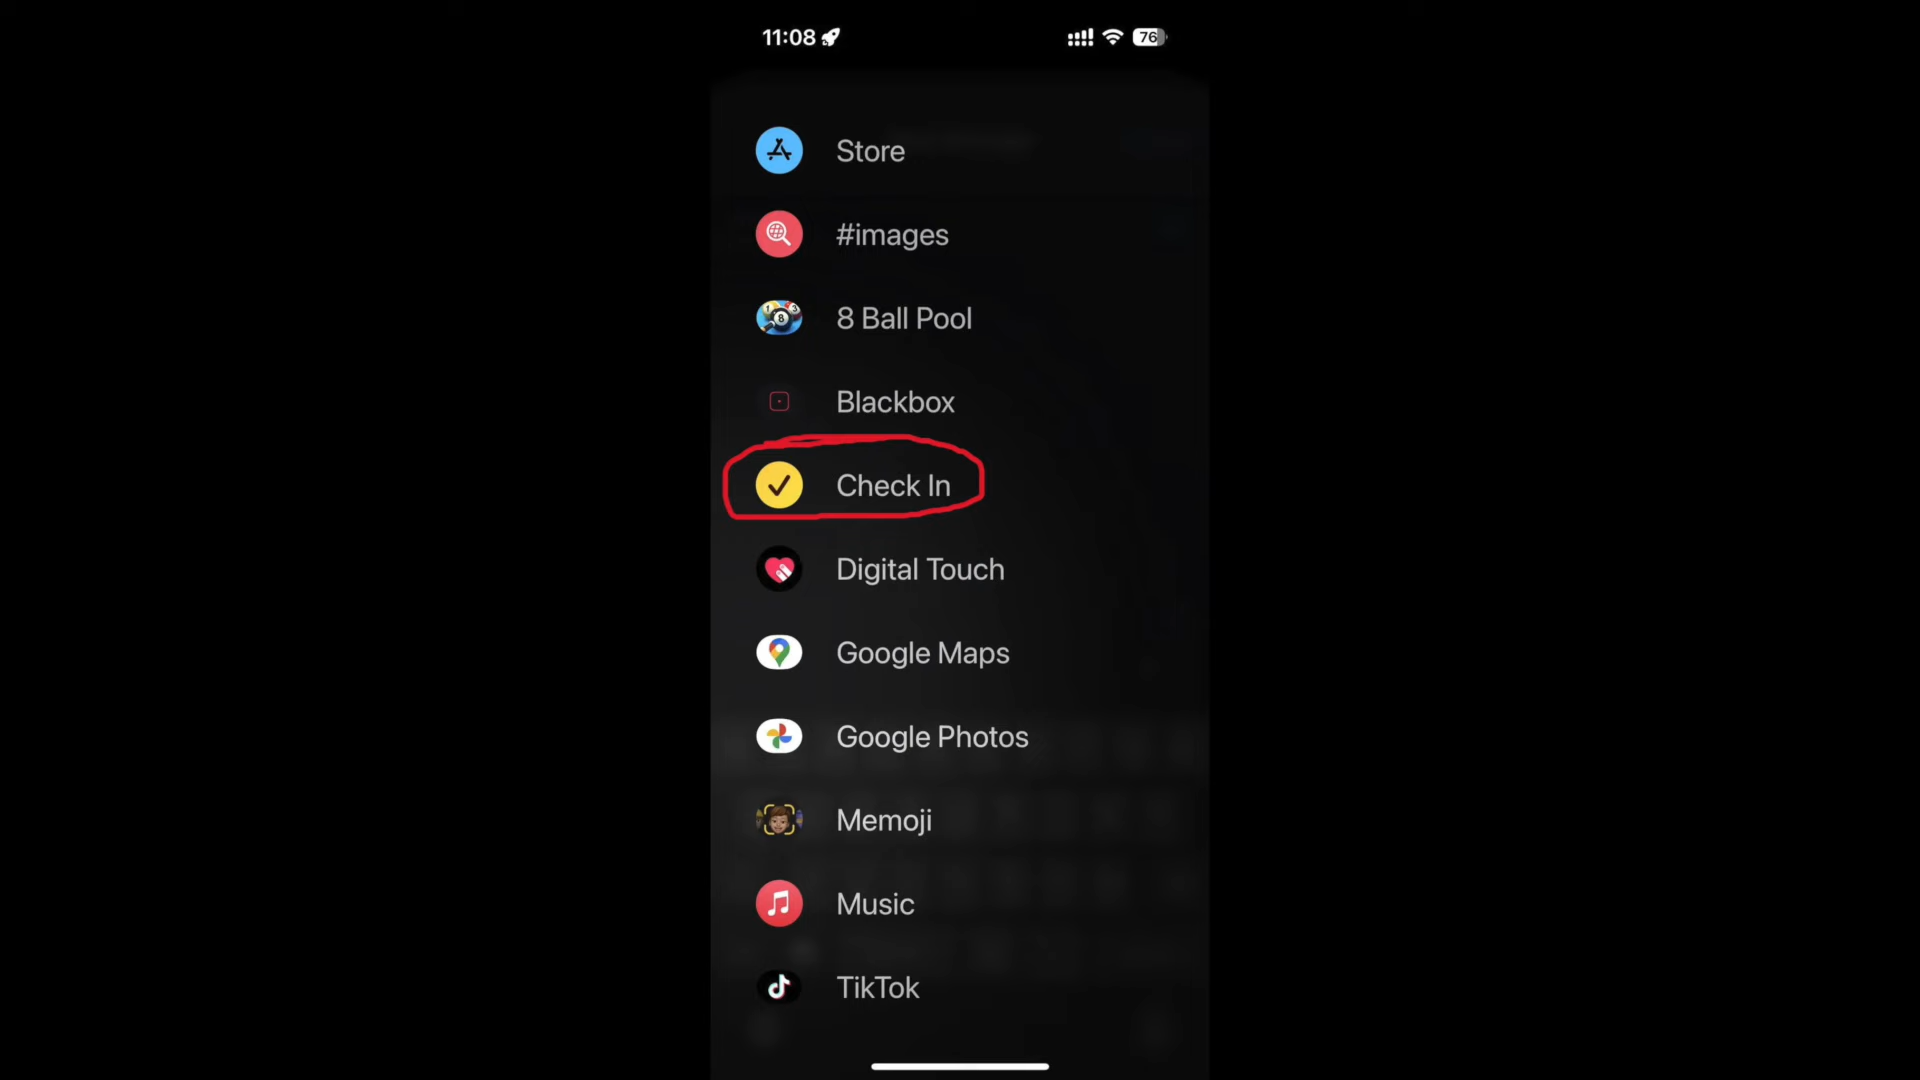 11:08
76
Store
#images
8 Ball Pool
Blackbox
Check In
Digital Touch
Google Maps
Google Photos
Memoji
Music
TikTok